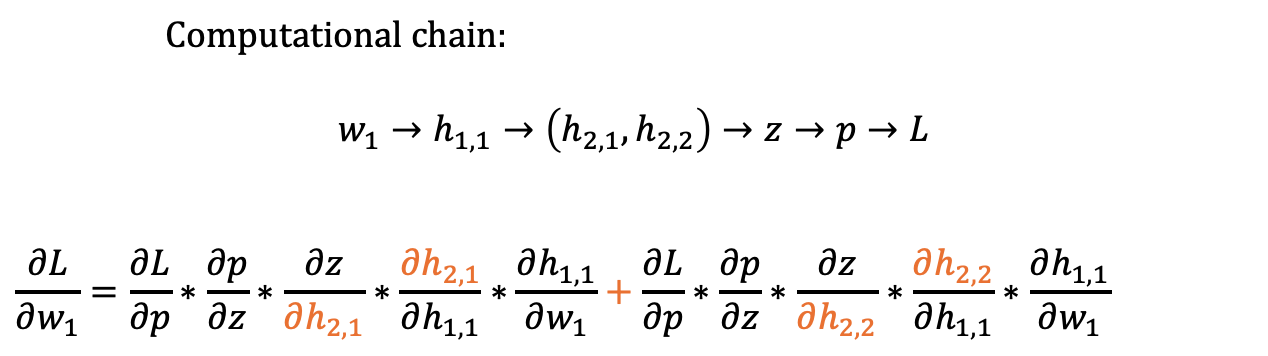 Computational chain:
w₁ → h₁,₁ → (h₂,₁, h₂,₂) → z → p → L
∂L/∂w₁ = ∂L/∂p * ∂p/∂z * ∂z/∂h₂,₁ * ∂h₂,₁/∂h₁,₁ * ∂h₁,₁/∂w₁ + ∂L/∂p * ∂p/∂z * ∂z/∂h₂,₂ * ∂h₂,₂/∂h₁,₁ * ∂h₁,₁/∂w₁